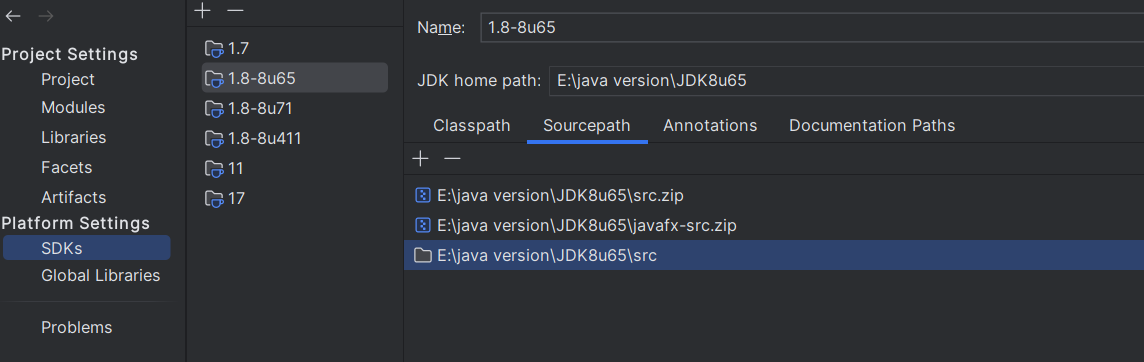 Project Settings
Project
Modules
Libraries
Facets
Artifacts
Platform Settings
SDKs
Global Libraries
Problems
1.7
1.8-8u65
1.8-8u71
1.8-8u411
11
17
Name: 1.8-8u65
JDK home path: E:\java version\JDK8u65
Classpath Sourcepath Annotations Documentation Paths
E:\java version\JDK8u65\src.zip
E:\java version\JDK8u65\javafx-src.zip
E:\java version\JDK8u65\src